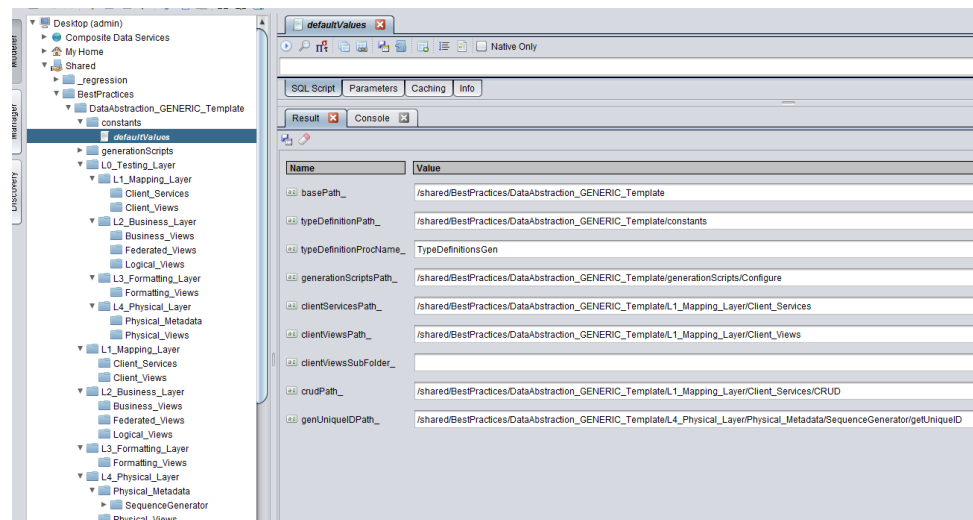 Modeler
Manager
Discovery
Desktop (admin)
Composite Data Services
My Home
Shared
_regression
BestPractices
DataAbstraction_GENERIC_Template
constants
defaultValues
generationScripts
L0_Testing_Layer
L1_Mapping_Layer
Client_Services
Client_Views
L2_Business_Layer
Business_Views
Federated_Views
Logical_Views
L3_Formatting_Layer
Formatting_Views
L4_Physical_Layer
Physical_Metadata
Physical_Views
L1_Mapping_Layer
Client_Services
Client_Views
L2_Business_Layer
Business_Views
Federated_Views
Logical_Views
L3_Formatting_Layer
Formatting_Views
L4_Physical_Layer
Physical_Metadata
SequenceGenerator
Physical_Views
defaultValues
Native Only
SQL Script Parameters Caching Info
Result Console
Name Value
basePath_ /shared/BestPractices/DataAbstraction_GENERIC_Template
typeDefinitionPath_ /shared/BestPractices/DataAbstraction_GENERIC_Template/constants
typeDefinitionProcName_ TypeDefinitionsGen
generationScriptsPath_ /shared/BestPractices/DataAbstraction_GENERIC_Template/generationScripts/Configure
clientServicesPath_ /shared/BestPractices/DataAbstraction_GENERIC_Template/L1_Mapping_Layer/Client_Services
clientViewsPath_ /shared/BestPractices/DataAbstraction_GENERIC_Template/L1_Mapping_Layer/Client_Views
clientViewsSubFolder_
crudPath_ /shared/BestPractices/DataAbstraction_GENERIC_Template/L1_Mapping_Layer/Client_Services/CRUD
genUniqueIDPath_ /shared/BestPractices/DataAbstraction_GENERIC_Template/L4_Physical_Layer/Physical_Metadata/SequenceGenerator/getUniqueID